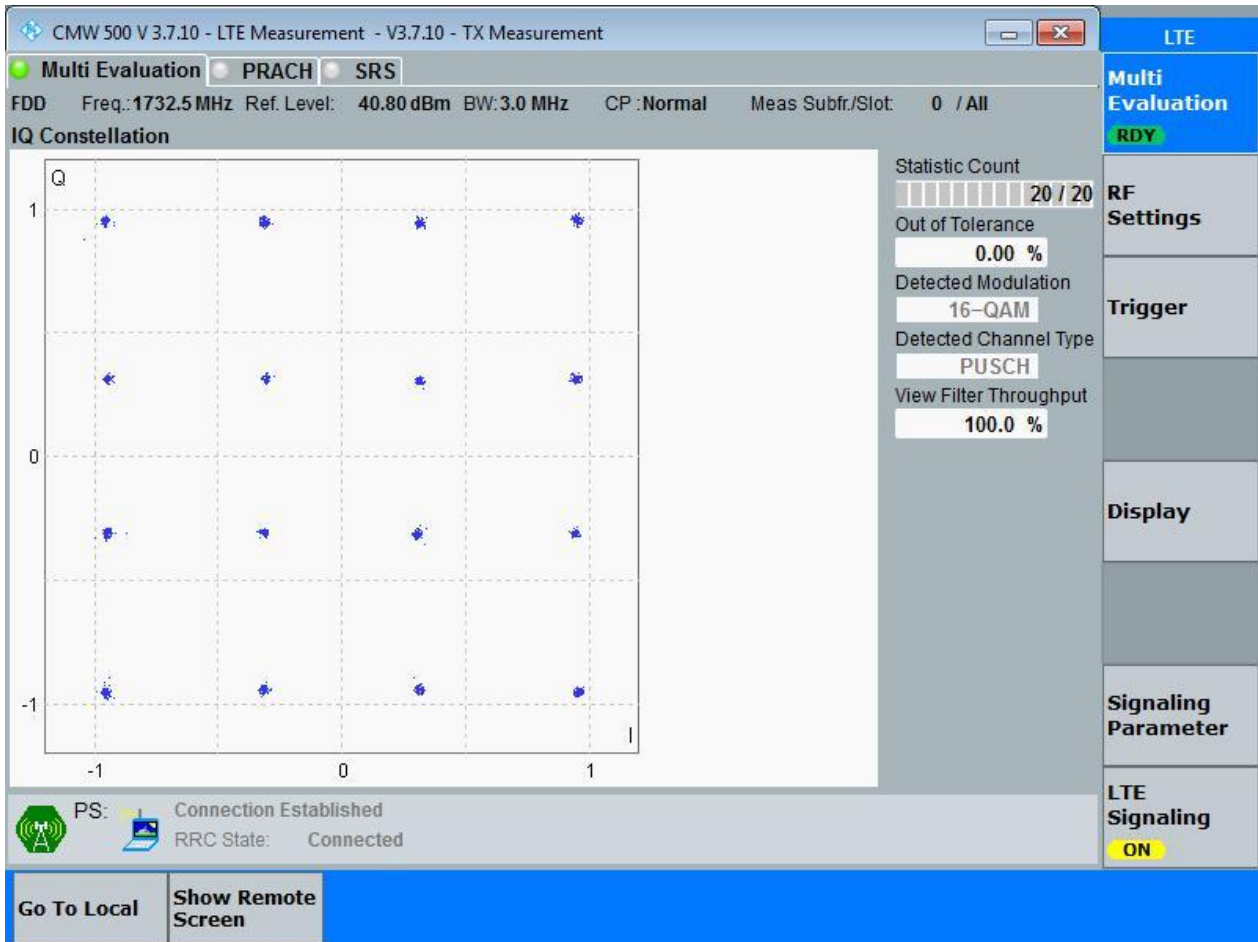 CMW 500 V 3.7.10 - LTE Measurement - V3.7.10 - TX Measurement
Multi Evaluation PRACH SRS
FDD Freq.: 1732.5 MHz Ref. Level: 40.80 dBm BW: 3.0 MHz CP : Normal Meas Subfr./Slot: 0 / All
IQ Constellation
Q
1
0
-1
I
-1 0 1
Statistic Count
20 / 20
Out of Tolerance
0.00 %
Detected Modulation
16-QAM
Detected Channel Type
PUSCH
View Filter Throughput
100.0 %
PS: Connection Established
RRC State: Connected
LTE
Multi
Evaluation
RDY
RF
Settings
Trigger
Display
Signaling
Parameter
LTE
Signaling
ON
Go To Local
Show Remote
Screen